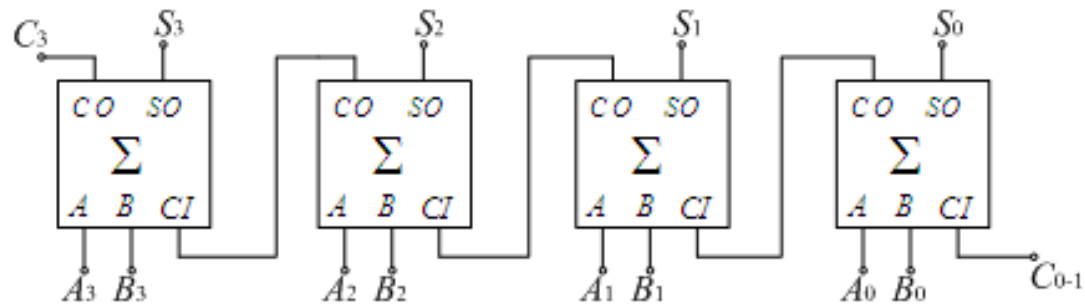 C3 S3 S2 S1 S0
CO SO CO SO CO SO CO SO
Σ Σ Σ Σ
A B CI A B CI A B CI A B CI
A3 B3 A2 B2 A1 B1 A0 B0 C0-1